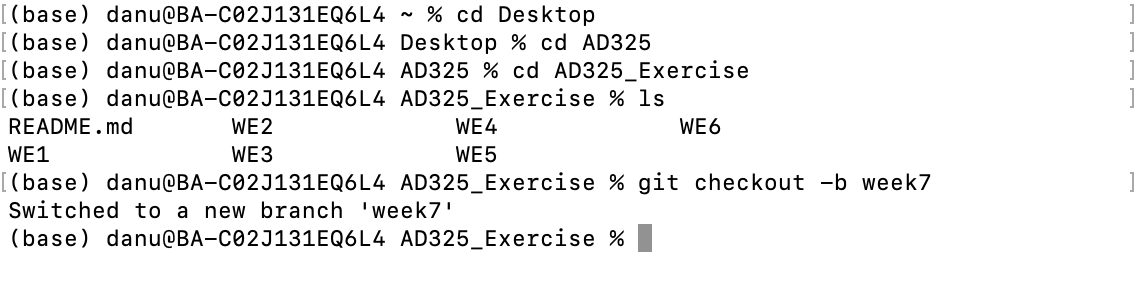 [(base) danu@BA-C02J131EQ6L4 ~ % cd Desktop ]
[(base) danu@BA-C02J131EQ6L4 Desktop % cd AD325 ]
[(base) danu@BA-C02J131EQ6L4 AD325 % cd AD325_Exercise ]
[(base) danu@BA-C02J131EQ6L4 AD325_Exercise % ls ]
README.md WE2 WE4 WE6
WE1 WE3 WE5
[(base) danu@BA-C02J131EQ6L4 AD325_Exercise % git checkout -b week7 ]
Switched to a new branch 'week7'
(base) danu@BA-C02J131EQ6L4 AD325_Exercise %